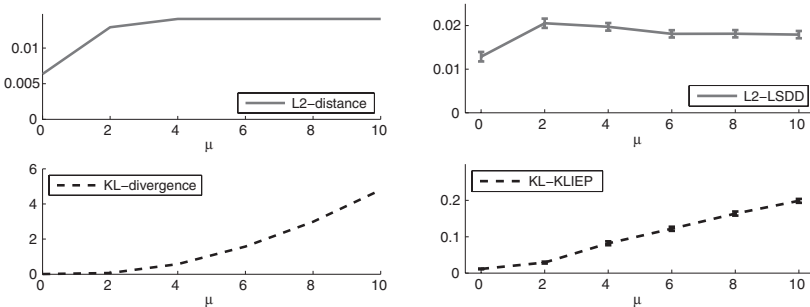 0.01
0.005
0
L2−distance
0 2 4 6 8 10
μ
0.02
0.01
0
L2−LSDD
0 2 4 6 8 10
μ
6
4
2
0
KL−divergence
0 2 4 6 8 10
μ
0.2
0.1
0
KL−KLIEP
0 2 4 6 8 10
μ